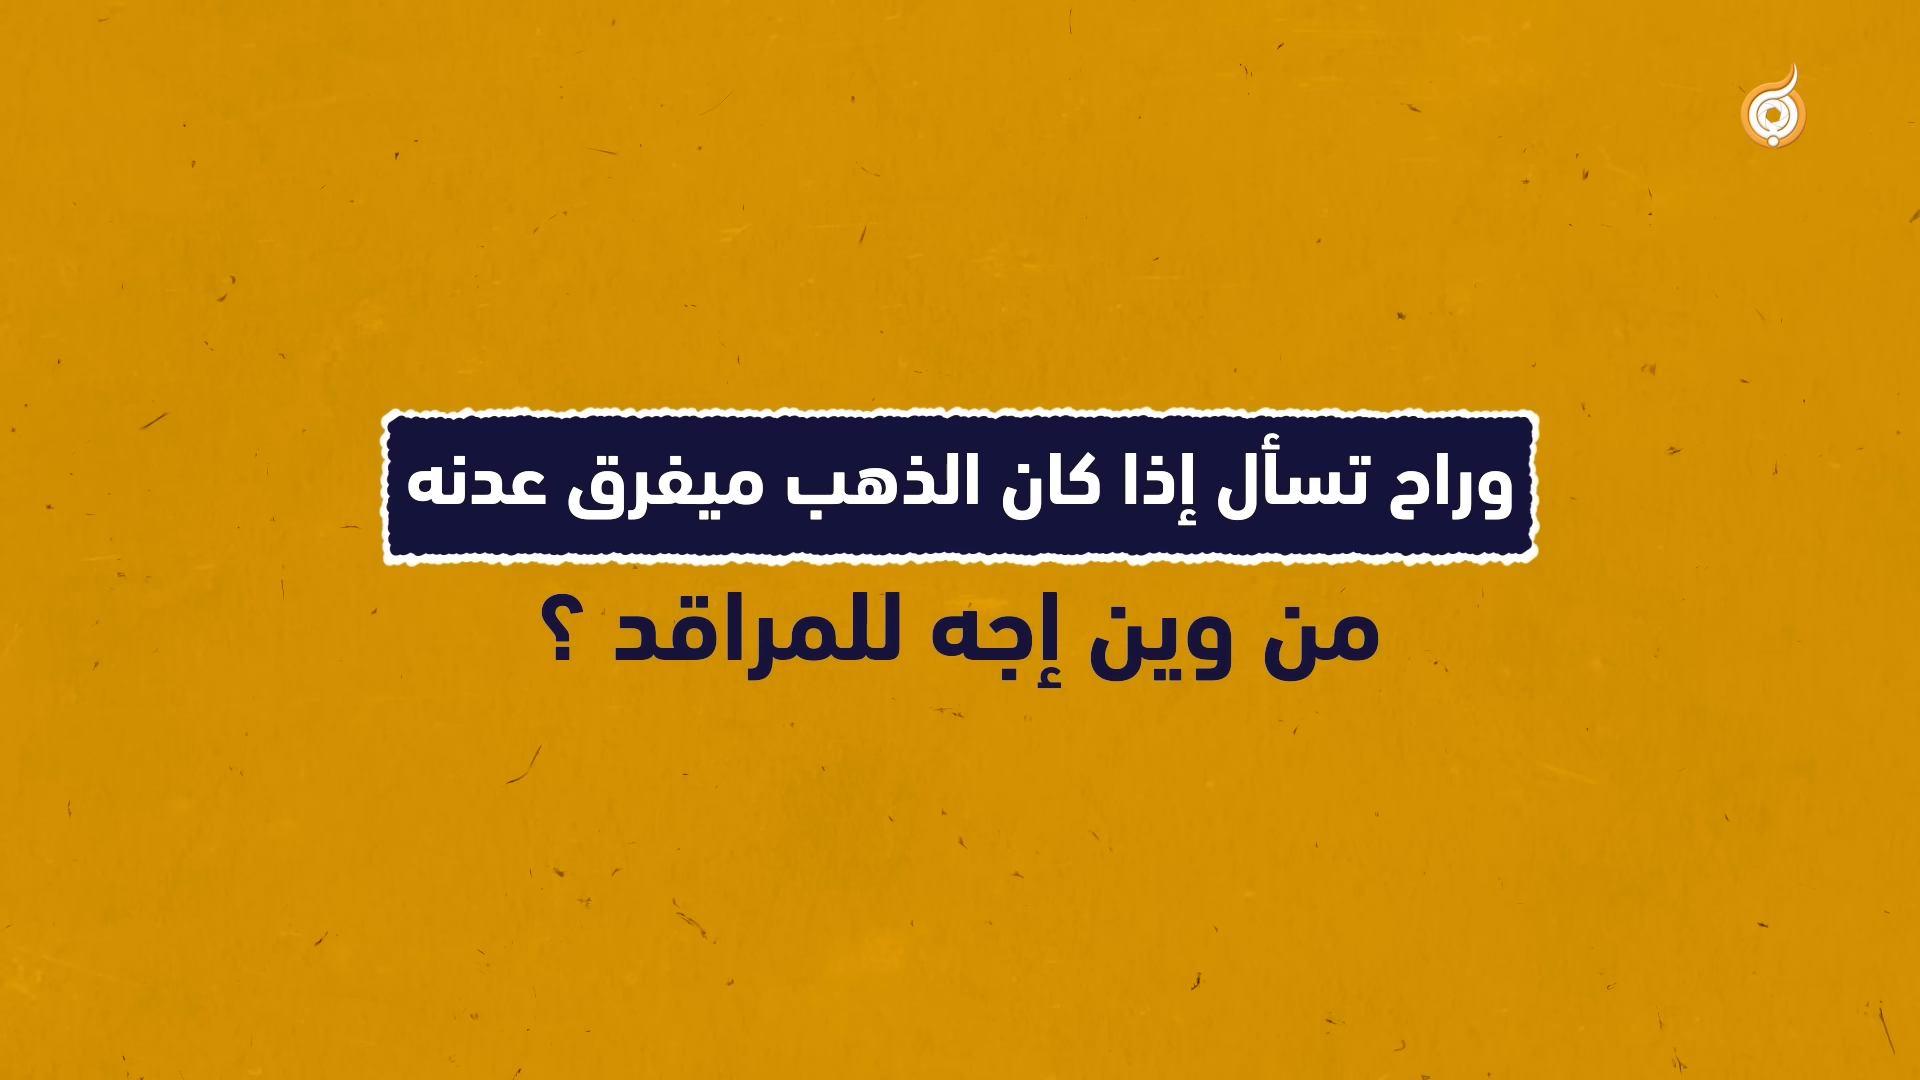 وراح تسأل إذا كان الذهب ميفرق عدنه
من وين إجه للمراقد ؟